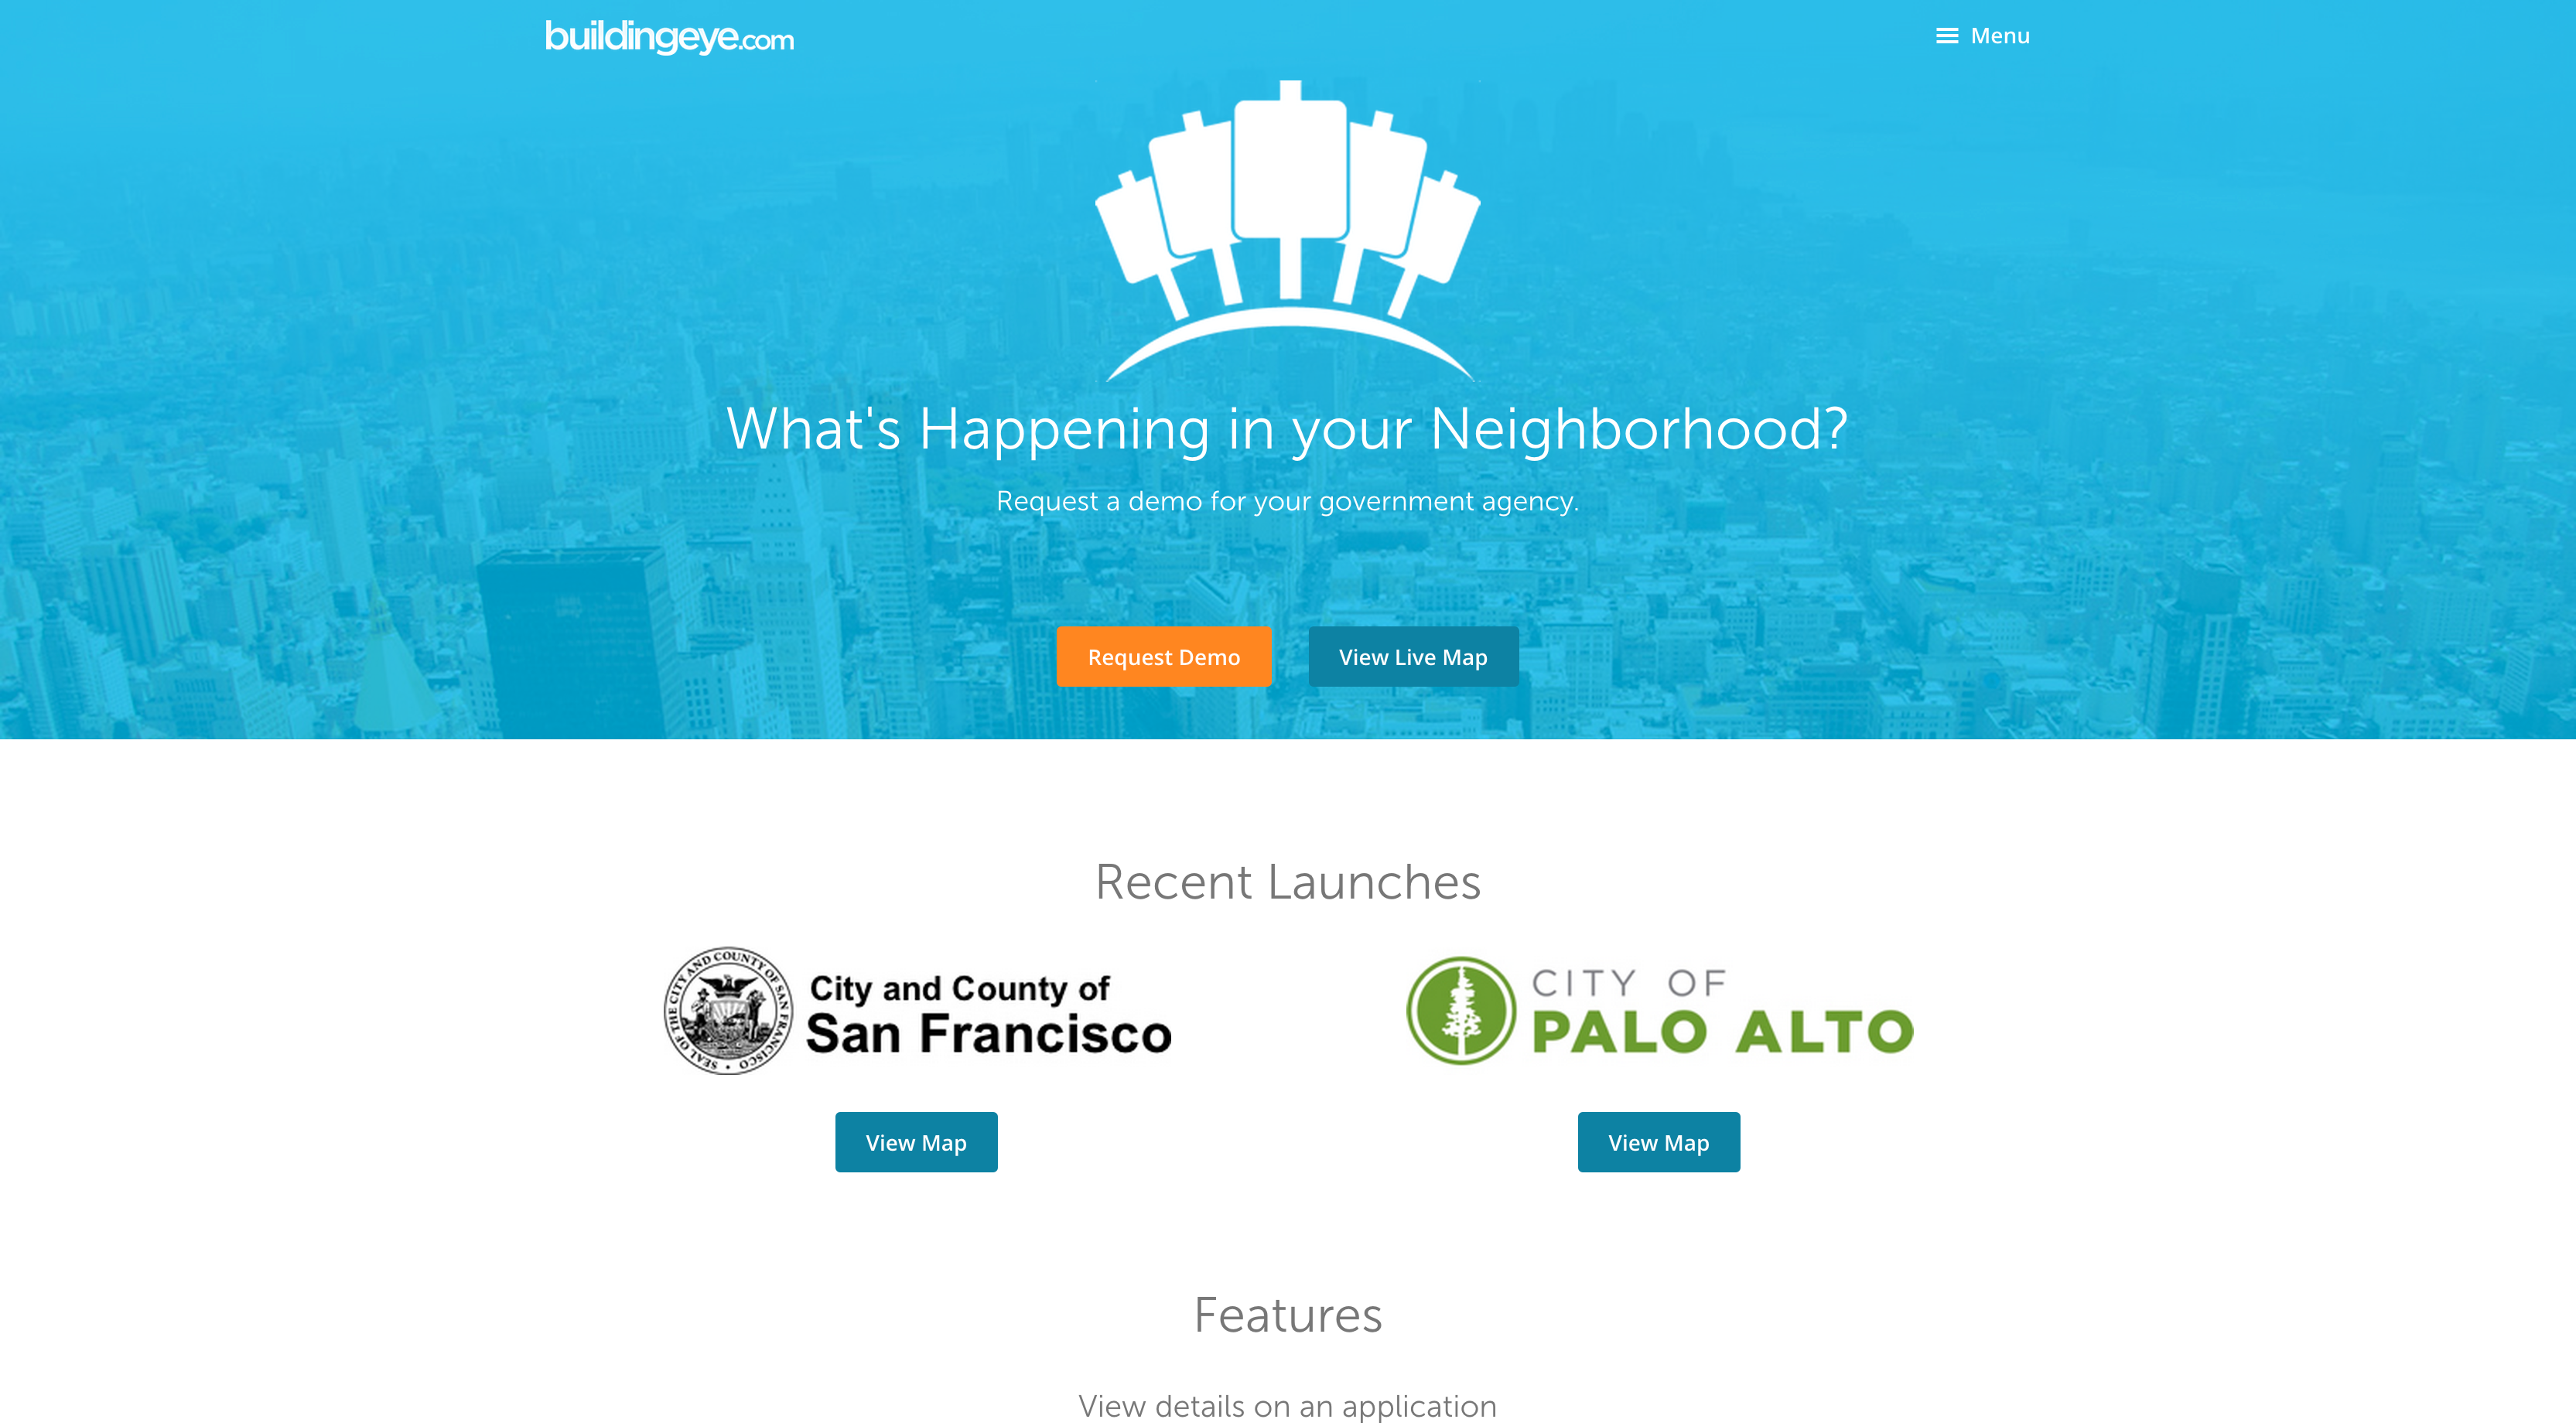 buildingeye.com
Menu
What's Happening in your Neighborhood?
Request a demo for your government agency.
Request Demo
View Live Map
Recent Launches
SEAL OF THE CITY AND COUNTY OF SAN FRANCISCO
City and County of
San Francisco
CITY OF
PALO ALTO
View Map
View Map
Features
View details on an application